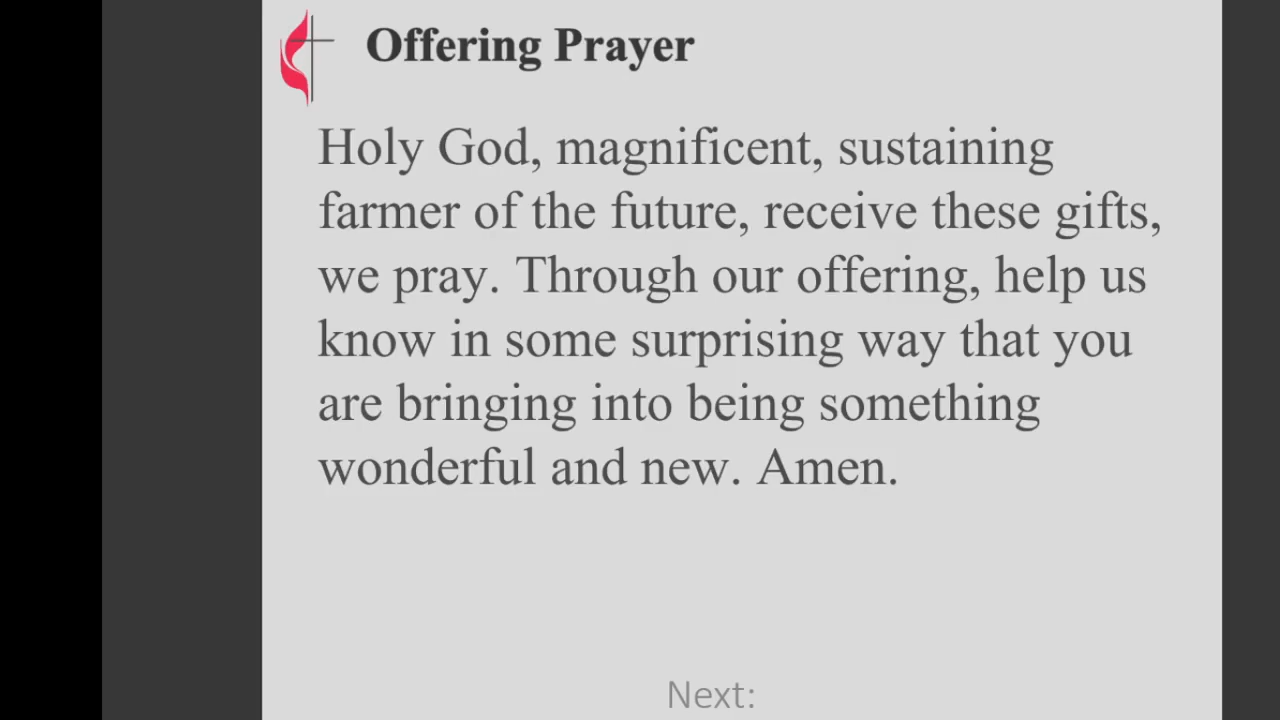 Offering Prayer
Holy God, magnificent, sustaining
farmer of the future, receive these gifts,
we pray. Through our offering, help us
know in some surprising way that you
are bringing into being something
wonderful and new. Amen.
Next: